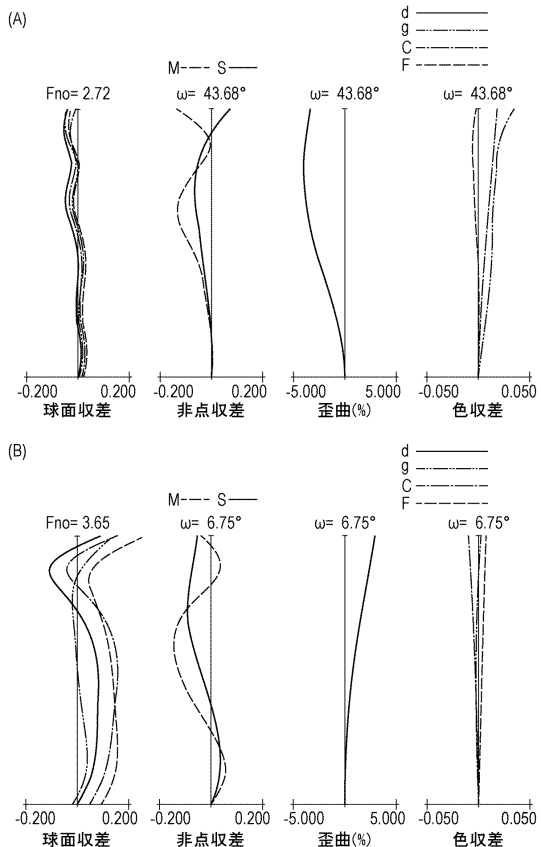 (A)
d
g
C
F
M S
Fno= 2.72 ω= 43.68° ω= 43.68° ω= 43.68°
-0.200 0.200 -0.200 0.200 -5.000 5.000 -0.050 0.050
球面収差 非点収差 歪曲(%) 色収差
(B)
d
g
C
F
M S
Fno= 3.65 ω= 6.75° ω= 6.75° ω= 6.75°
-0.200 0.200 -0.200 0.200 -5.000 5.000 -0.050 0.050
球面収差 非点収差 歪曲(%) 色収差